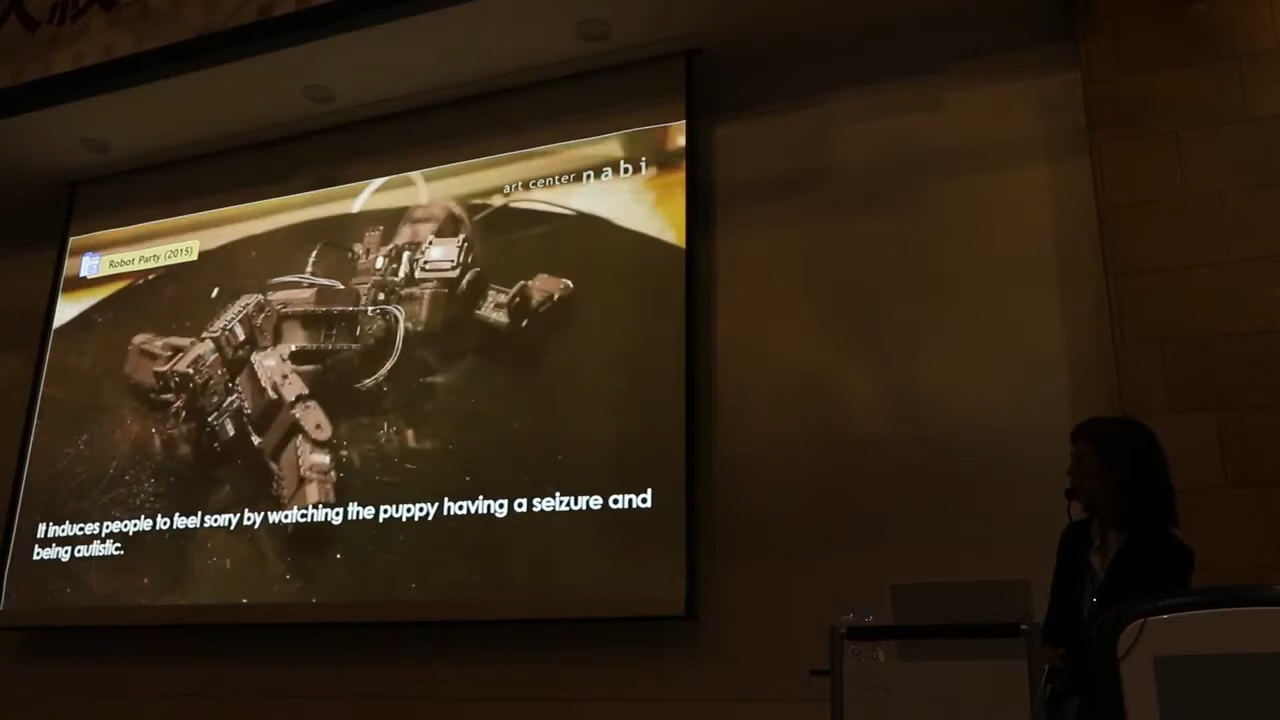 art center nabi
Robot Party (2015)
It induces people to feel sorry by watching the puppy having a seizure and
being autistic.